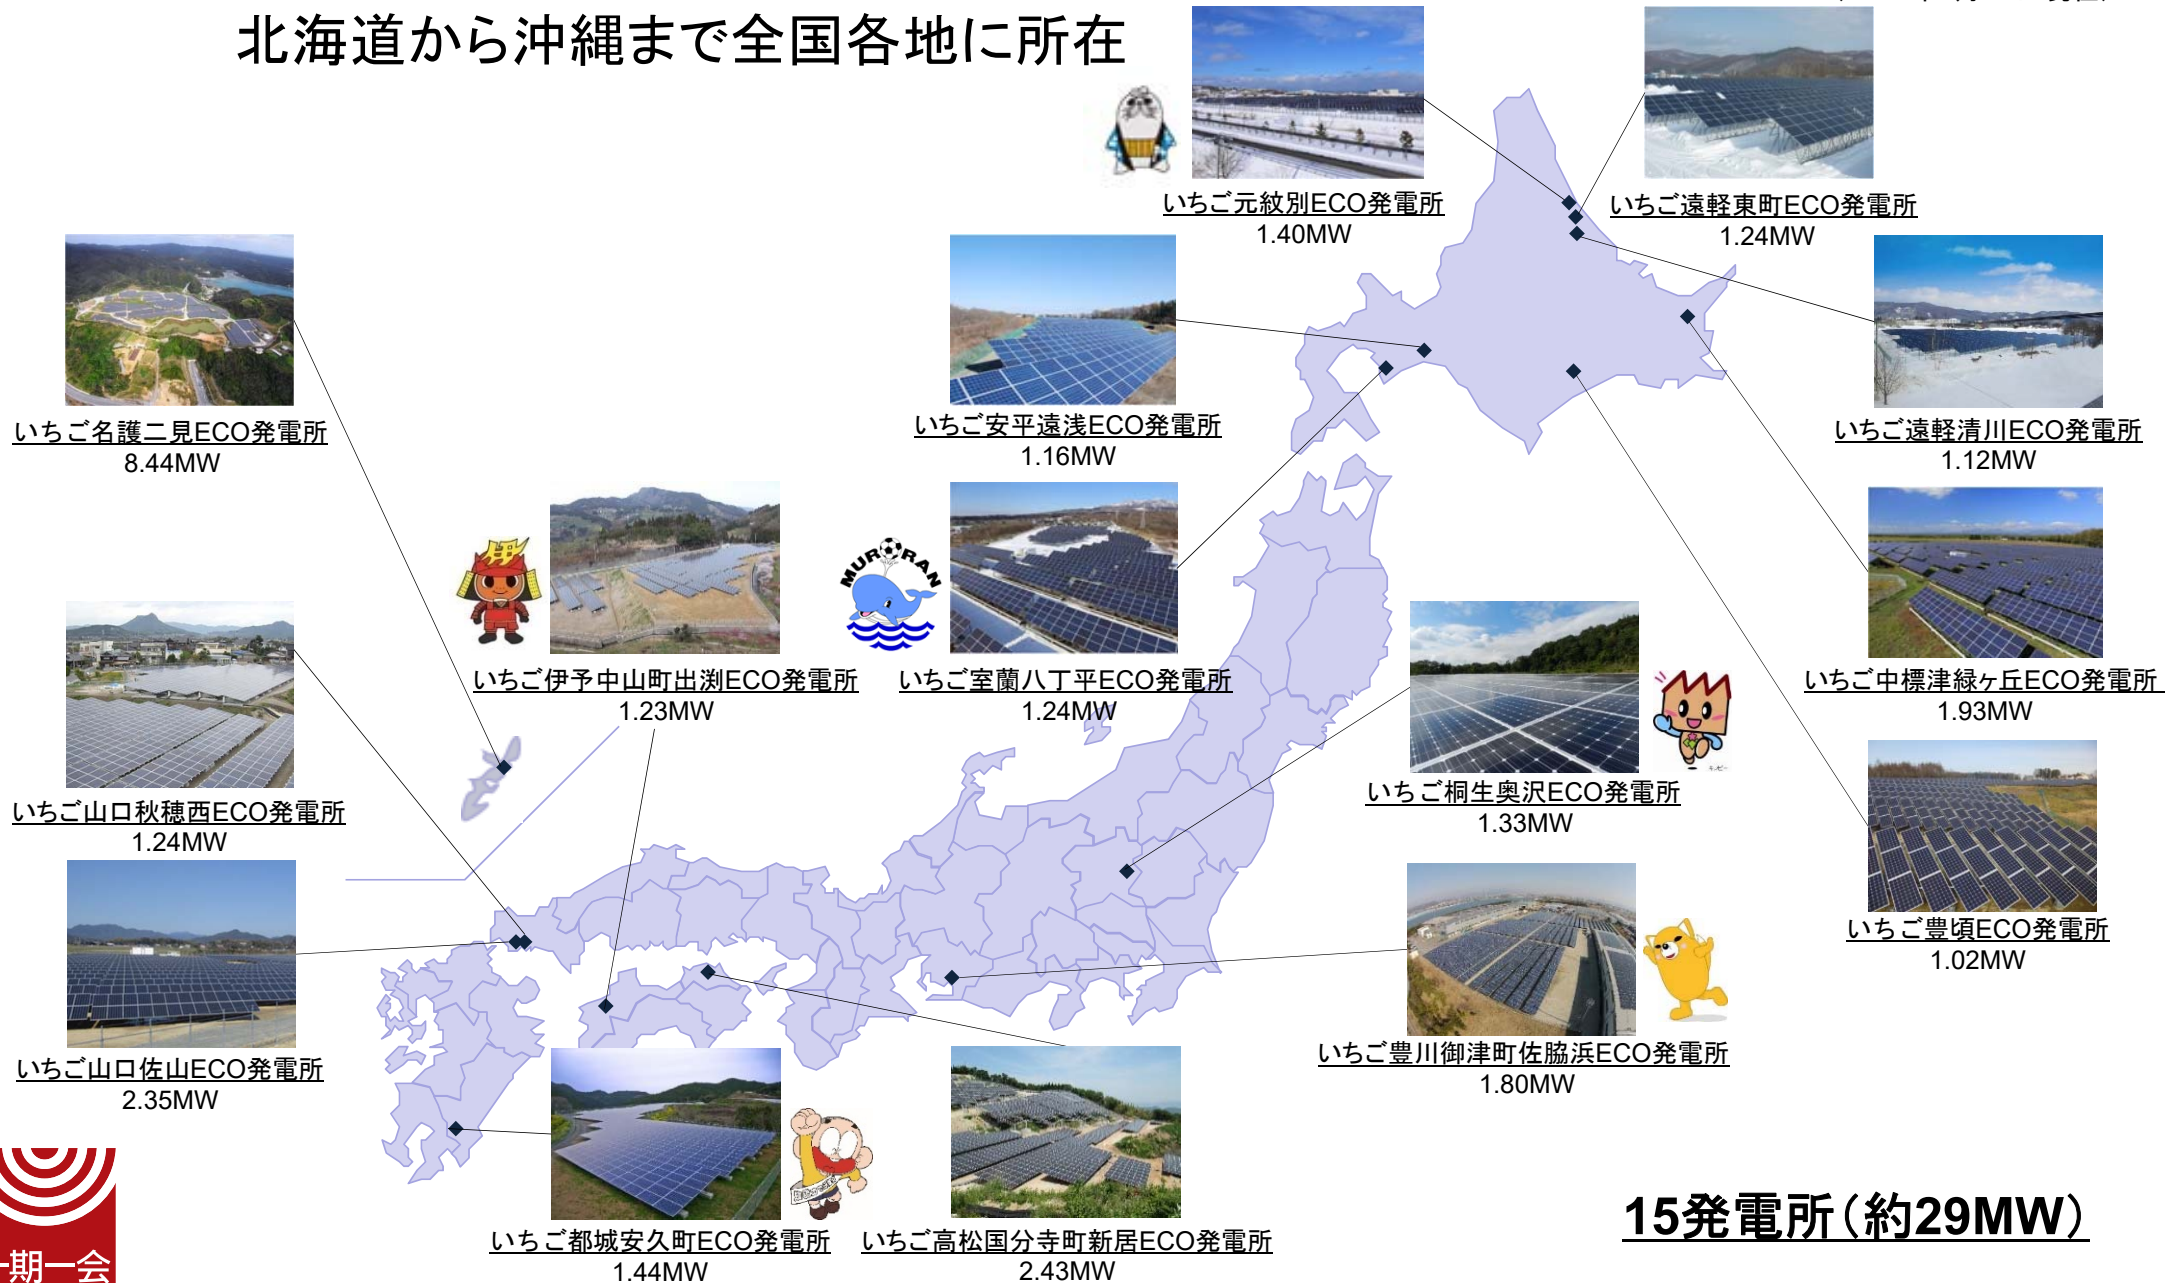 北海道から沖縄まで全国各地に所在
いちご元紋別ECO発電所
1.40MW
いちご遠軽東町ECO発電所
1.24MW
いちご名護二見ECO発電所
8.44MW
いちご安平遠浅ECO発電所
1.16MW
いちご遠軽清川ECO発電所
1.12MW
MURORAN
いちご伊予中山町出渕ECO発電所
1.23MW
いちご室蘭八丁平ECO発電所
1.24MW
いちご中標津緑ヶ丘ECO発電所
1.93MW
いちご山口秋穂西ECO発電所
1.24MW
いちご桐生奥沢ECO発電所
1.33MW
いちご豊頃ECO発電所
1.02MW
いちご山口佐山ECO発電所
2.35MW
いちご豊川御津町佐脇浜ECO発電所
1.80MW
いちご都城安久町ECO発電所
1.44MW
いちご高松国分寺町新居ECO発電所
2.43MW
15発電所（約29MW）
一期一会